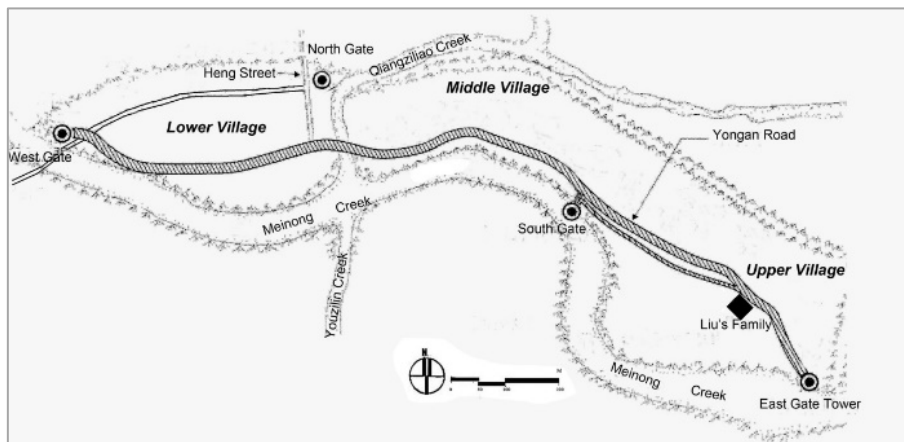 North Gate
Qiangziliao Creek
Heng Street
Middle Village
Lower Village
Yongan Road
West Gate
Meinong Creek
South Gate
Youzilin Creek
Upper Village
Liu's Family
N
M
Meinong Creek
East Gate Tower